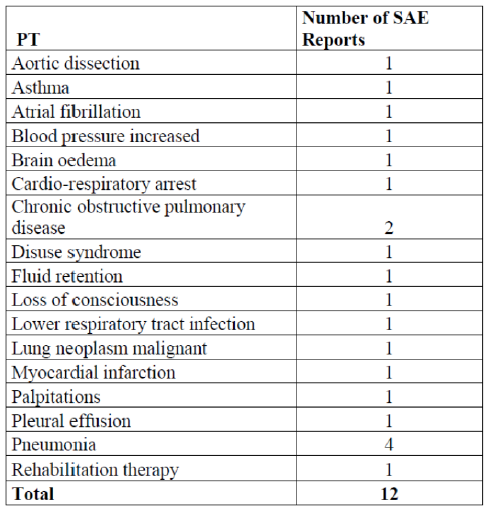 PT Number of SAE
Reports
Aortic dissection 1
Asthma 1
Atrial fibrillation 1
Blood pressure increased 1
Brain oedema 1
Cardio-respiratory arrest 1
Chronic obstructive pulmonary
disease 2
Disuse syndrome 1
Fluid retention 1
Loss of consciousness 1
Lower respiratory tract infection 1
Lung neoplasm malignant 1
Myocardial infarction 1
Palpitations 1
Pleural effusion 1
Pneumonia 4
Rehabilitation therapy 1
Total 12